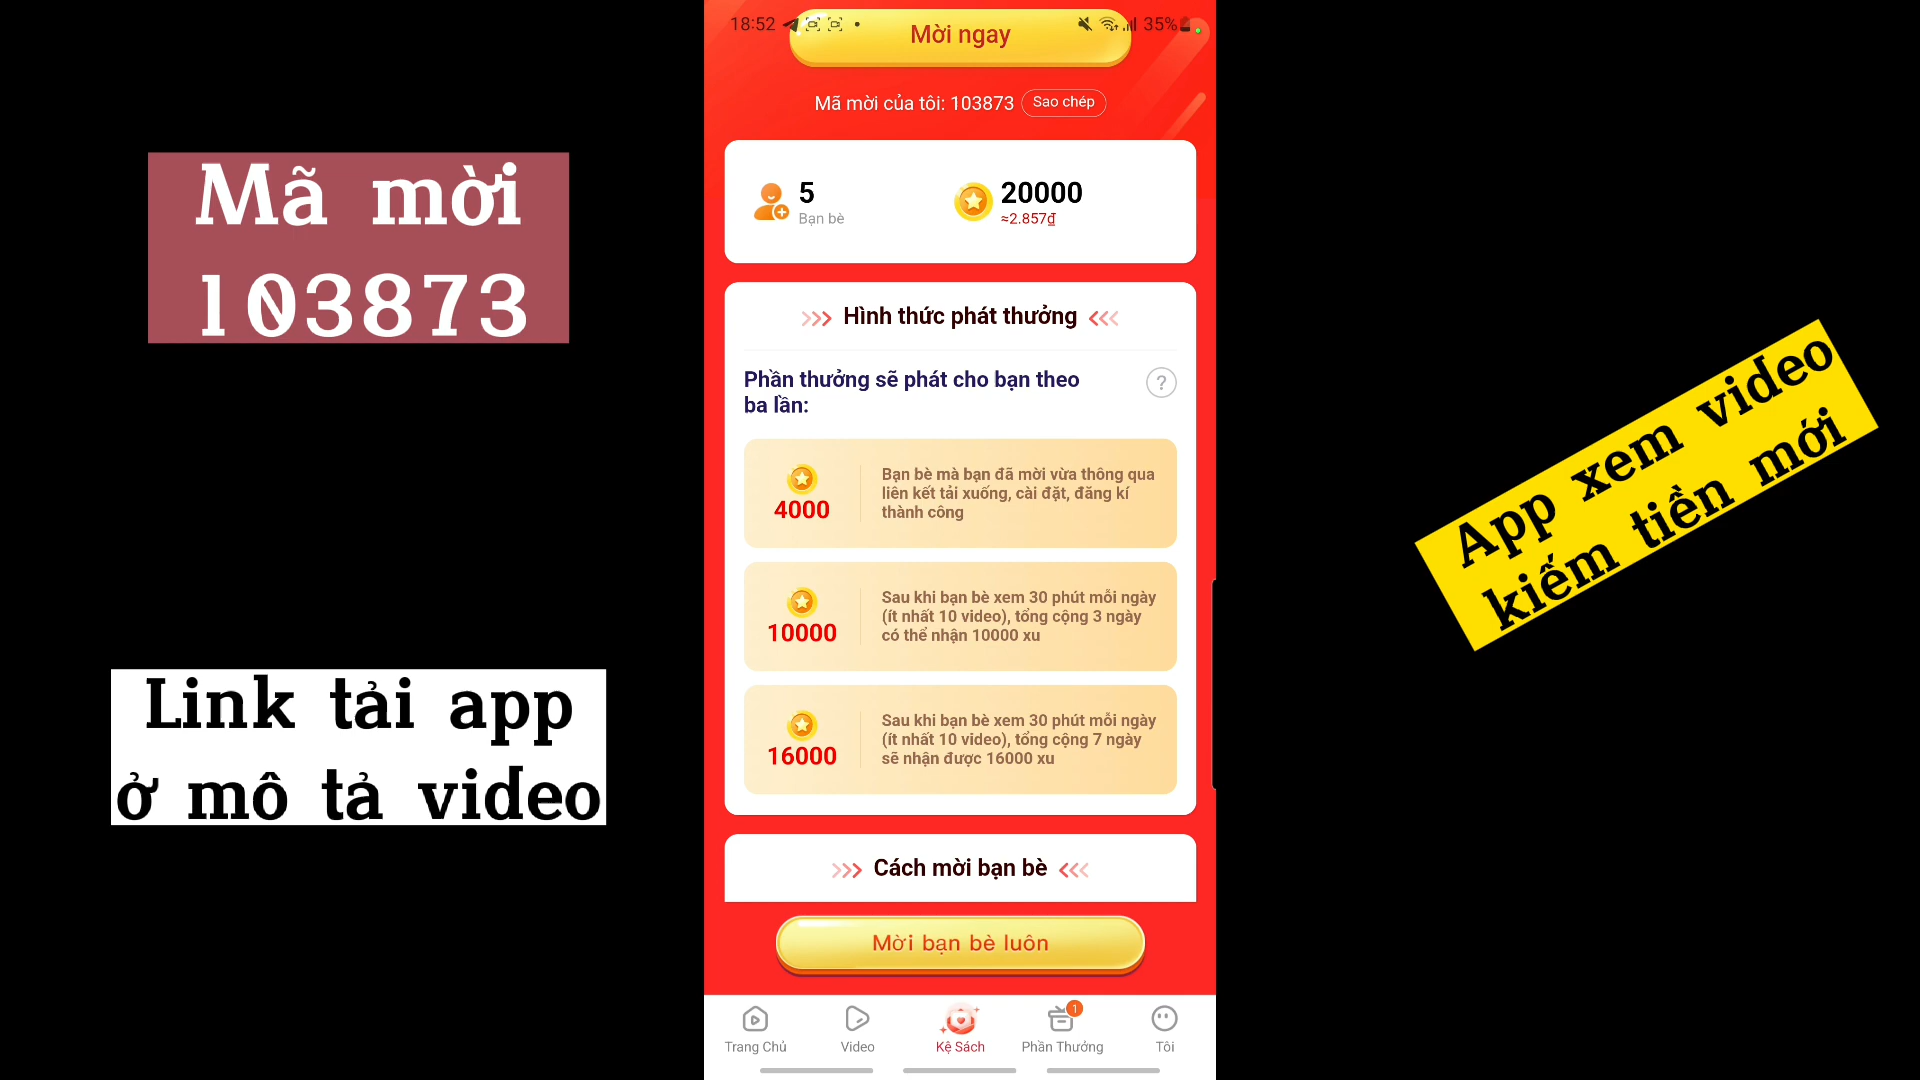 18:52
35%
Mời ngay
Mã mời của tôi: 103873 Sao chép
5
Bạn bè
20000
≈2.857₫
Hình thức phát thưởng
Phần thưởng sẽ phát cho bạn theo
ba lần:
?
4000
Bạn bè mà bạn đã mời vừa thông qua
liên kết tải xuống, cài đặt, đăng kí
thành công
10000
Sau khi bạn bè xem 30 phút mỗi ngày
(ít nhất 10 video), tổng cộng 3 ngày
có thể nhận 10000 xu
16000
Sau khi bạn bè xem 30 phút mỗi ngày
(ít nhất 10 video), tổng cộng 7 ngày
sẽ nhận được 16000 xu
Cách mời bạn bè
Mời bạn bè luôn
1
Trang Chủ
Video
Kệ Sách
Phần Thưởng
Tôi
Mã mời
103873
Link tải app
ở mô tả video
App xem video
kiếm tiền mới